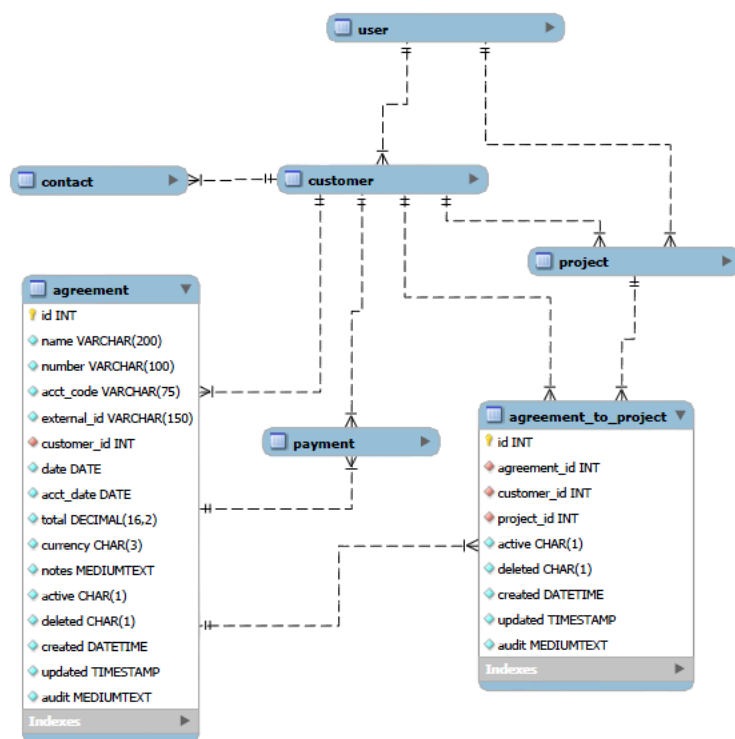 user
contact
customer
project
agreement
id INT
name VARCHAR(200)
number VARCHAR(100)
acct_code VARCHAR(75)
external_id VARCHAR(150)
customer_id INT
date DATE
acct_date DATE
total DECIMAL(16,2)
currency CHAR(3)
notes MEDIUMTEXT
active CHAR(1)
deleted CHAR(1)
created DATETIME
updated TIMESTAMP
audit MEDIUMTEXT
Indexes
payment
agreement_to_project
id INT
agreement_id INT
customer_id INT
project_id INT
active CHAR(1)
deleted CHAR(1)
created DATETIME
updated TIMESTAMP
audit MEDIUMTEXT
Indexes